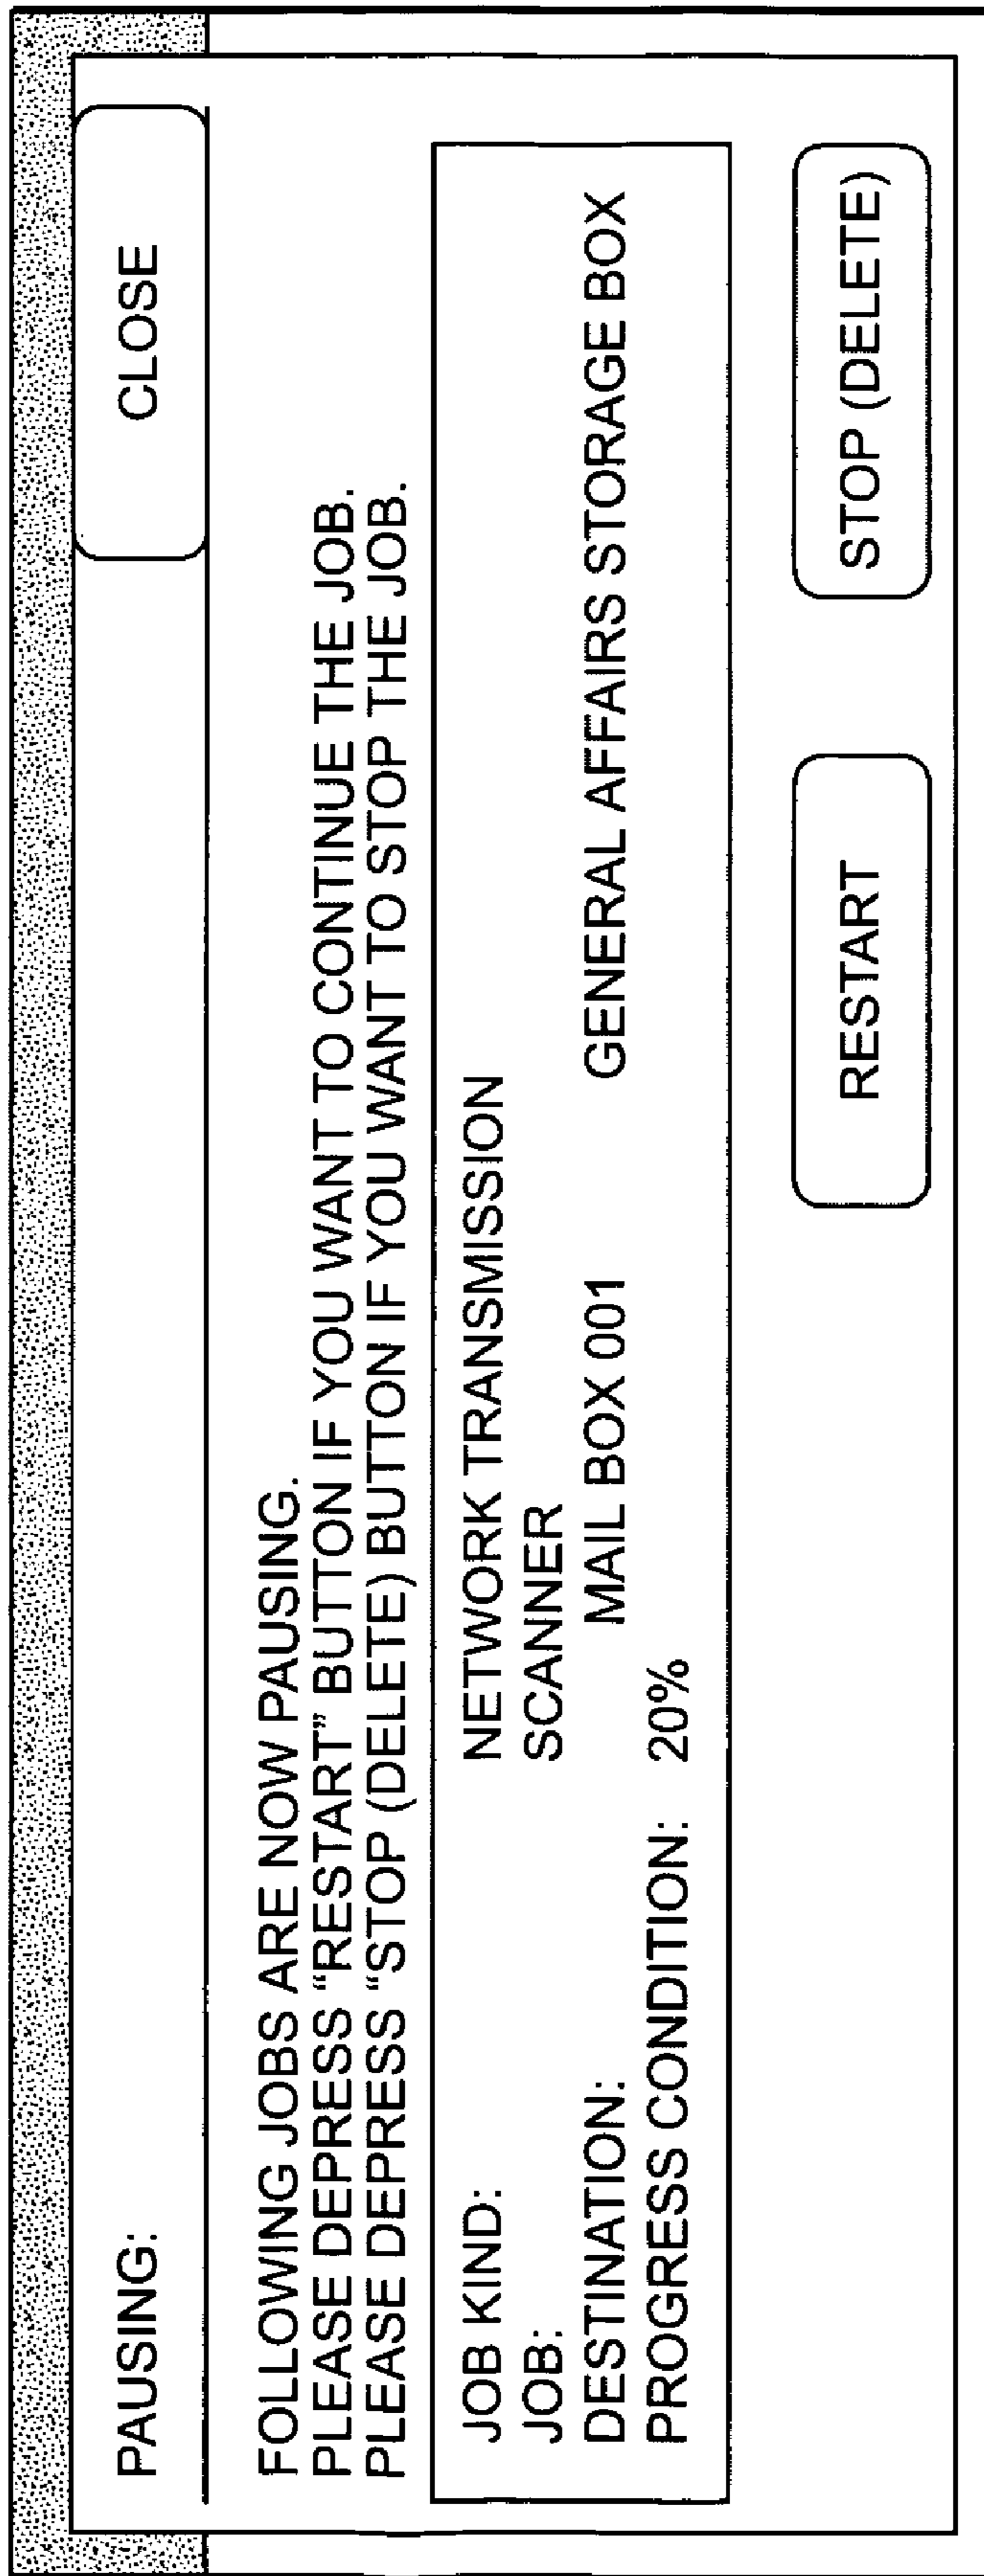 PAUSING: CLOSE
FOLLOWING JOBS ARE NOW PAUSING.
PLEASE DEPRESS “RESTART” BUTTON IF YOU WANT TO CONTINUE THE JOB.
PLEASE DEPRESS “STOP (DELETE) BUTTON IF YOU WANT TO STOP THE JOB.
JOB KIND: NETWORK TRANSMISSION
JOB: SCANNER
DESTINATION: MAIL BOX 001 GENERAL AFFAIRS STORAGE BOX
PROGRESS CONDITION: 20%
RESTART STOP (DELETE)